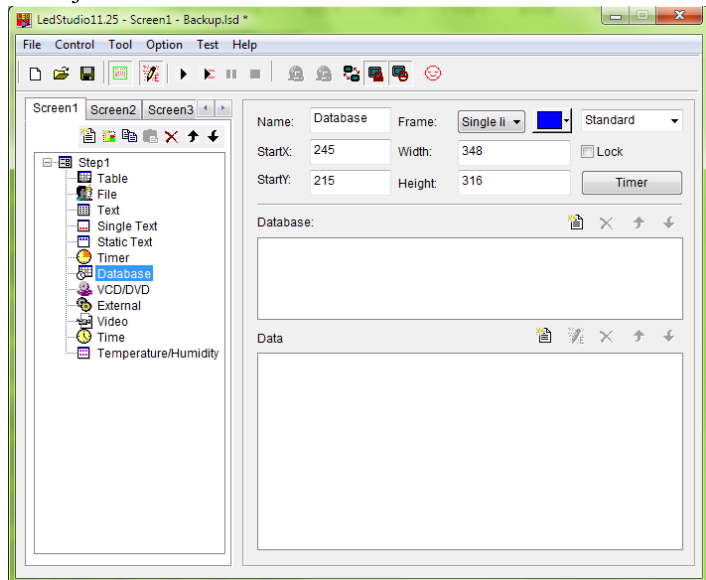 LedStudio11.25 - Screen1 - Backup.lsd *
File Control Tool Option Test Help
Screen1 Screen2 Screen3
Name: Database Frame: Single li Standard
StartX: 245 Width: 348 Lock
StartY: 215 Height: 316 Timer
Step1
Table
File
Text
Single Text
Static Text
Timer
Database
VCD/DVD
External
Video
Time
Temperature/Humidity
Database:
Data